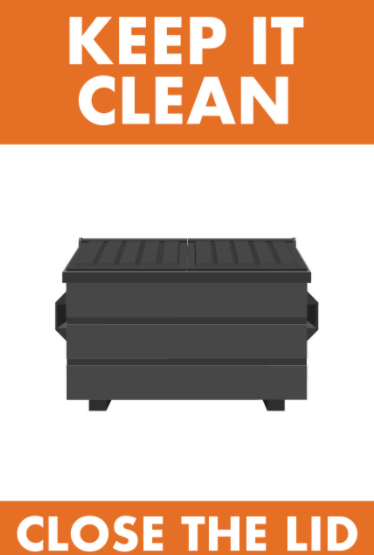 KEEP IT
CLEAN
CLOSE THE LID